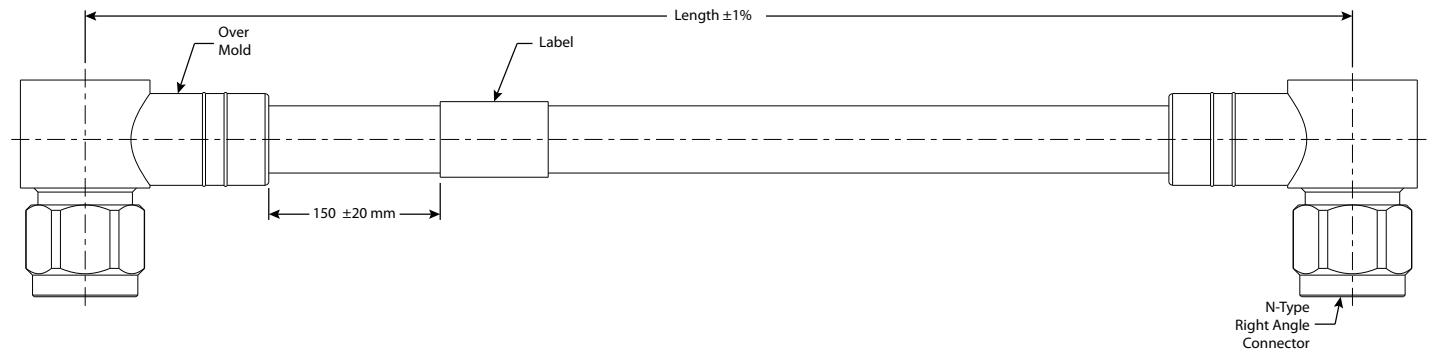 Length ±1%
Over
Mold
Label
150 ±20 mm
N-Type
Right Angle
Connector